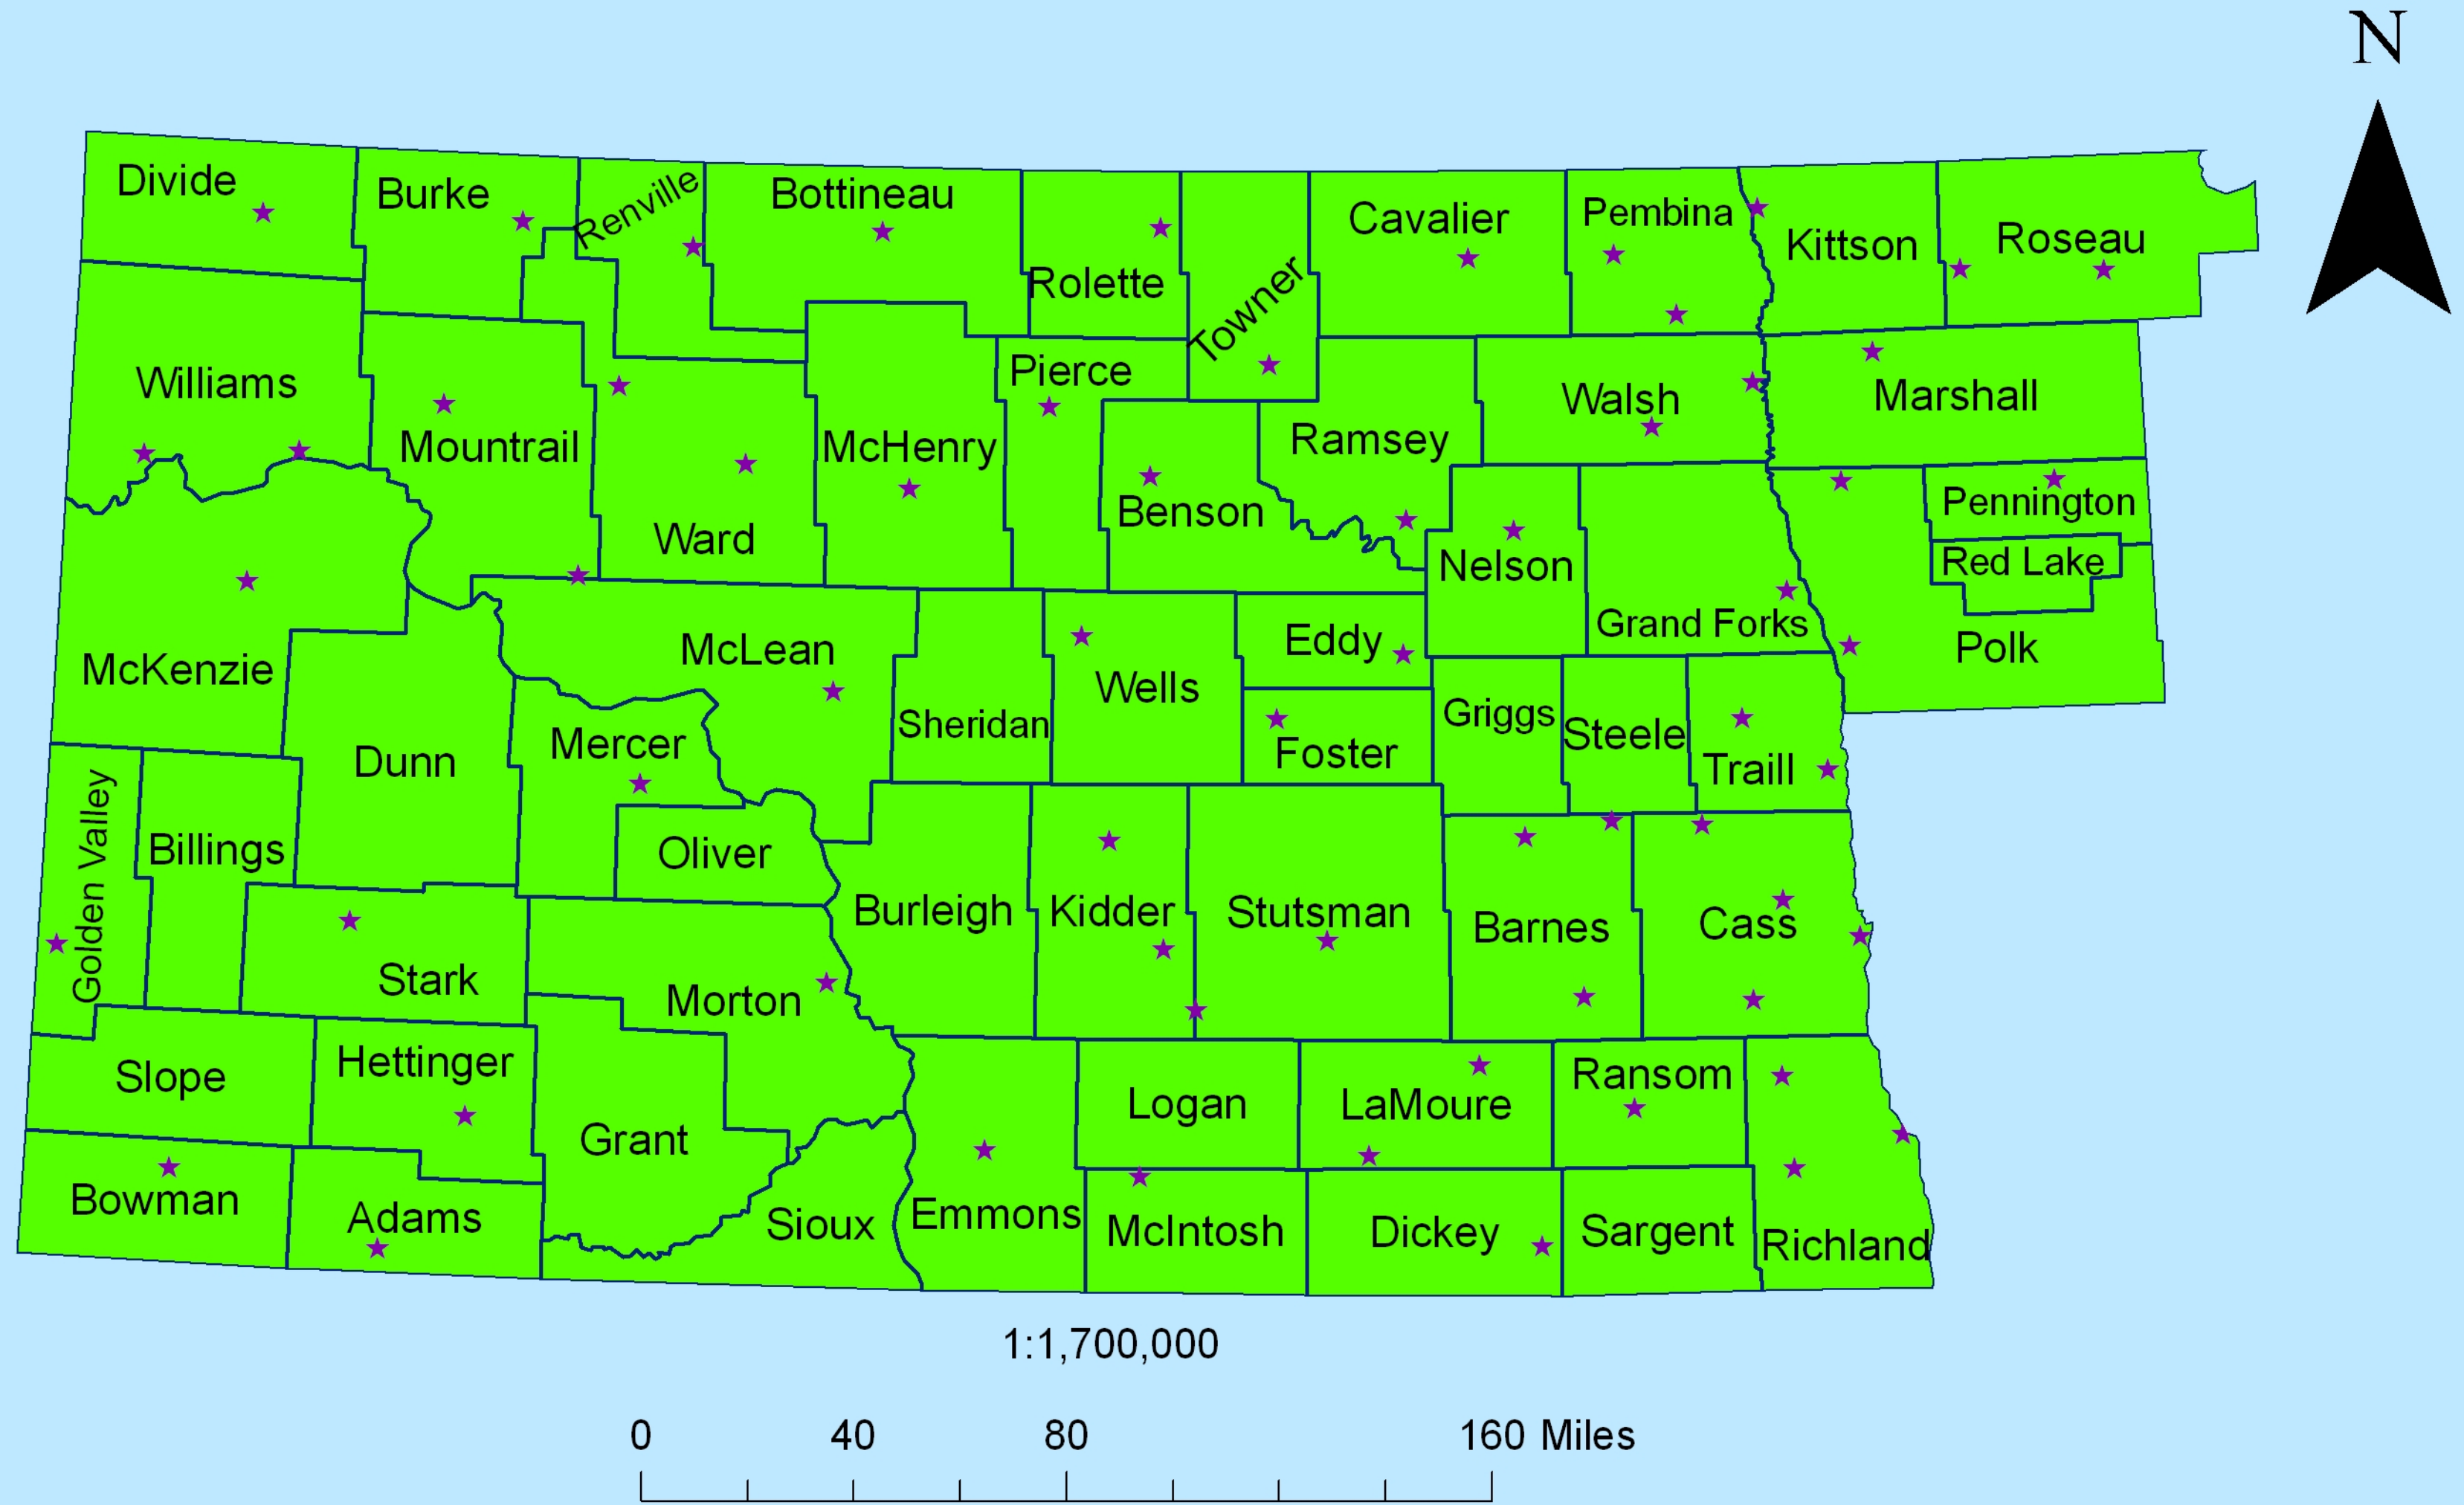 N
Divide
Burke
Renville
Bottineau
Rolette
Towner
Cavalier
Pembina
Kittson
Roseau
Williams
Mountrail
Ward
McHenry
Pierce
Benson
Ramsey
Walsh
Marshall
Nelson
Grand Forks
Pennington
Red Lake
Polk
McKenzie
Dunn
McLean
Mercer
Oliver
Sheridan
Wells
Eddy
Foster
Griggs
Steele
Traill
Golden Valley
Billings
Stark
Morton
Burleigh
Kidder
Stutsman
Barnes
Cass
Slope
Hettinger
Grant
Bowman
Adams
Sioux
Emmons
Logan
LaMoure
Ransom
McIntosh
Dickey
Sargent
Richland
1:1,700,000
0 40 80 160 Miles